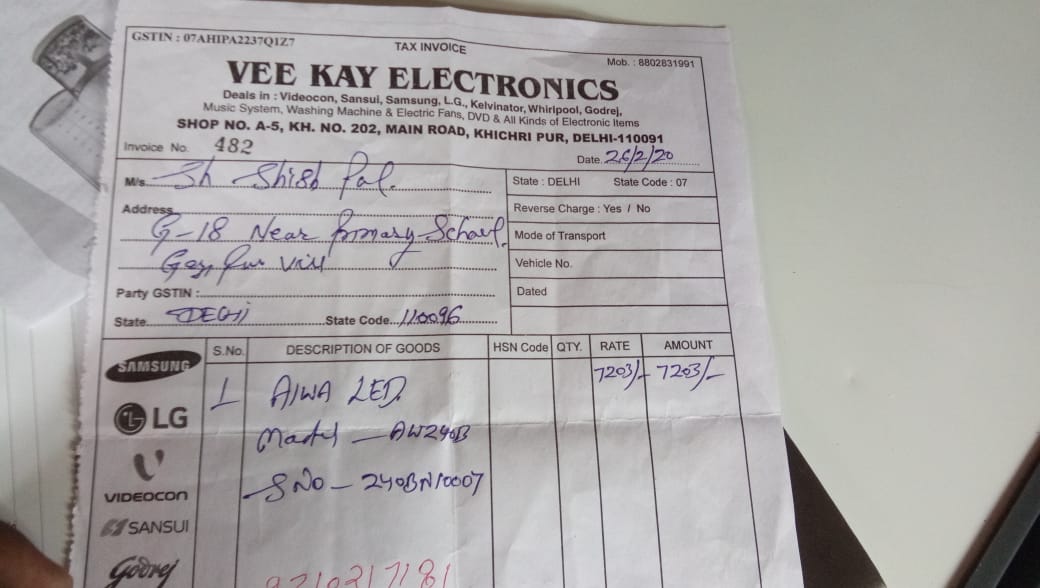 GSTIN : 07AHIPA2237Q1Z7
TAX INVOICE
Mob. : 8802831991
VEE KAY ELECTRONICS
Deals in : Videocon, Sansui, Samsung, L.G., Kelvinator, Whirlpool, Godrej,
Music System, Washing Machine & Electric Fans, DVD & All Kinds of Electronic Items
SHOP NO. A-5, KH. NO. 202, MAIN ROAD, KHICHRI PUR, DELHI-110091
Invoice No. 482
Date. 26/2/20
M/s. Sh Shish Pal.
Address
G-18 Near Primary School
State : DELHI State Code : 07
Reverse Charge : Yes / No
Mode of Transport
Vehicle No.
Dated
Party GSTIN :
State DELHI State Code. 110096
S.No. DESCRIPTION OF GOODS HSN Code QTY. RATE AMOUNT
1 AIWA LED 7203/- 7203/-
Model - AW240B
S No - 240BN10007
SAMSUNG
LG
VIDEOCON
SANSUI
Godrej